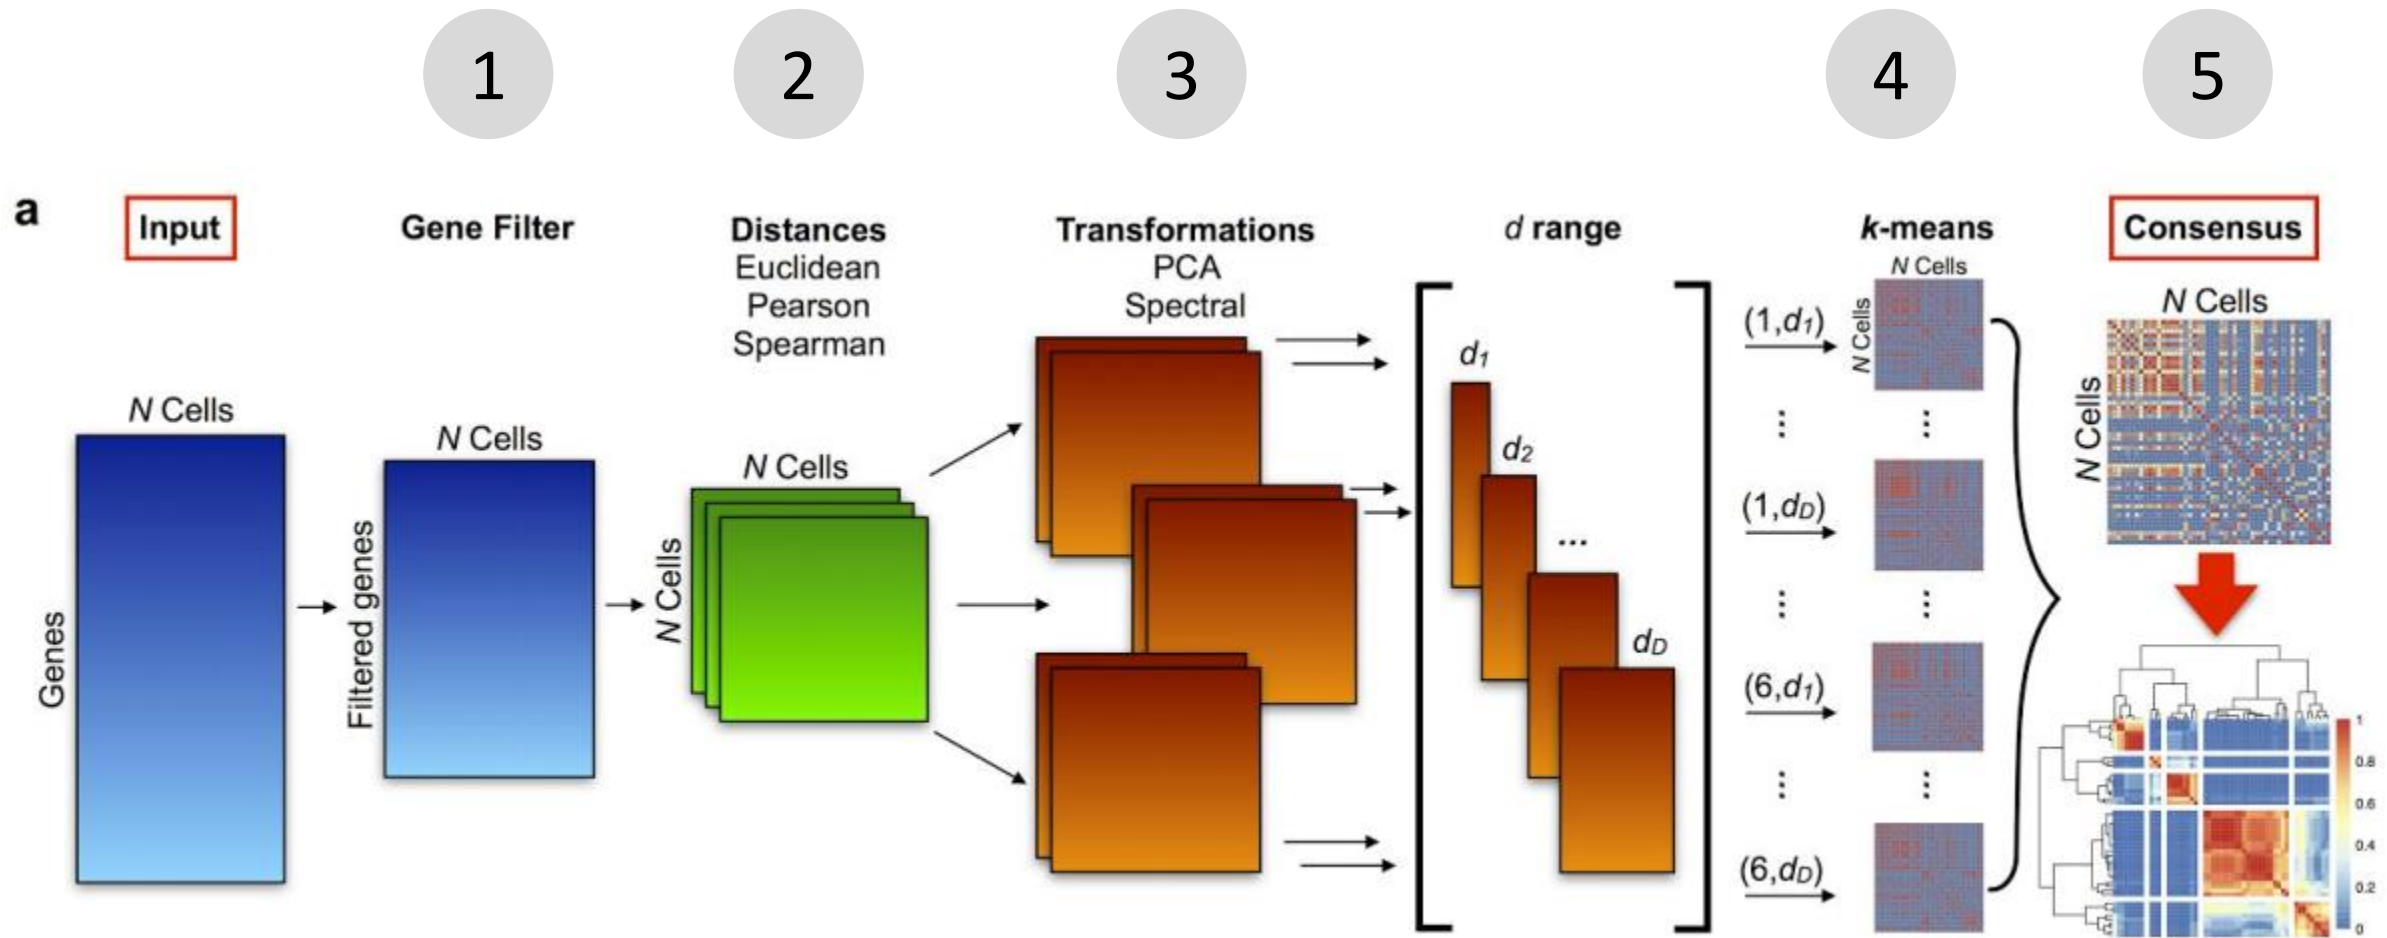 1
2
3
4
5
a
Input
Gene Filter
Distances
Euclidean
Pearson
Spearman
Transformations
PCA
Spectral
d range
k-means
Consensus
N Cells
Genes
N Cells
Filtered genes
N Cells
N Cells
d1
d2
...
dD
(1,d1)
(1,dD)
(6,d1)
(6,dD)
N Cells
N Cells
N Cells
N Cells
1
0.8
0.6
0.4
0.2
0